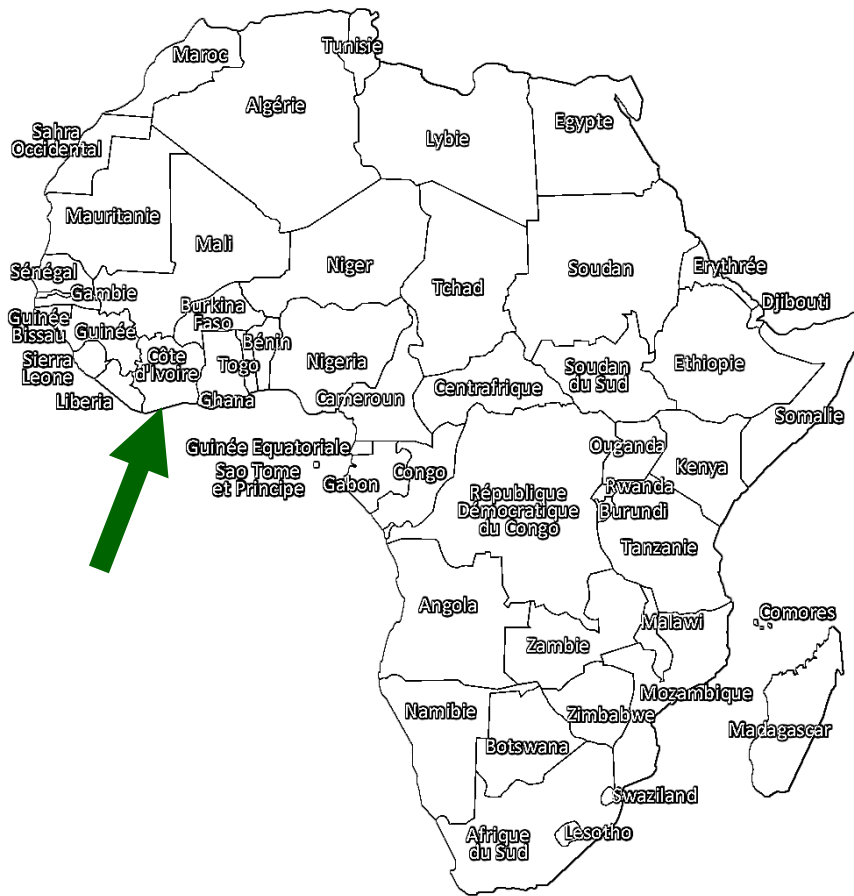 Maroc
Tunisie
Algérie
Lybie
Egypte
Sahra
Occidental
Mauritanie
Mali
Niger
Tchad
Soudan
Erythrée
Djibouti
Sénégal
Gambie
Guinée
Bissau
Guinée
Burkina
Faso
Bénin
Togo
Nigeria
Côte
d'Ivoire
Sierra
Leone
Liberia
Ghana
Cameroun
Centrafrique
Soudan
du Sud
Ethiopie
Somalie
Guinée Equatoriale
Sao Tome
et Principe
Gabon
Congo
République
Démocratique
du Congo
Ouganda
Kenya
Rwanda
Burundi
Tanzanie
Angola
Zambie
Malawi
Comores
Mozambique
Madagascar
Namibie
Zimbabwe
Botswana
Swaziland
Lesotho
Afrique
du Sud